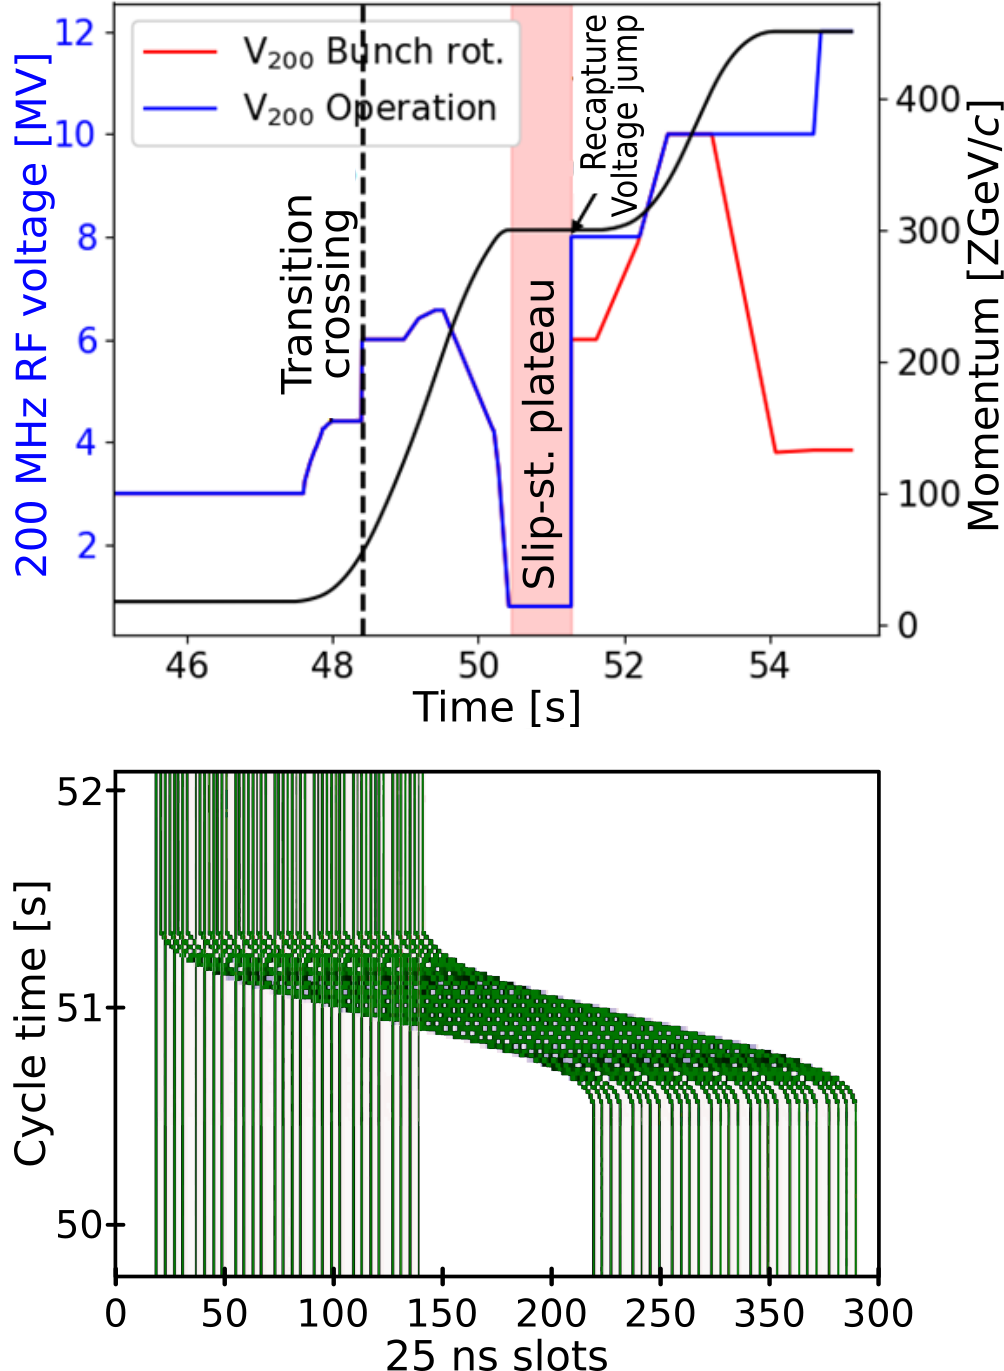 12
10
8
6
4
2
200 MHz RF voltage [MV]
V₂₀₀ Bunch rot.
V₂₀₀ Operation
Transition
crossing
Slip-st. plateau
Recapture
Voltage jump
400
300
200
100
0
Momentum [ZGeV/c]
46 48 50 52 54
Time [s]
52
51
50
Cycle time [s]
0 50 100 150 200 250 350 300
25 ns slots